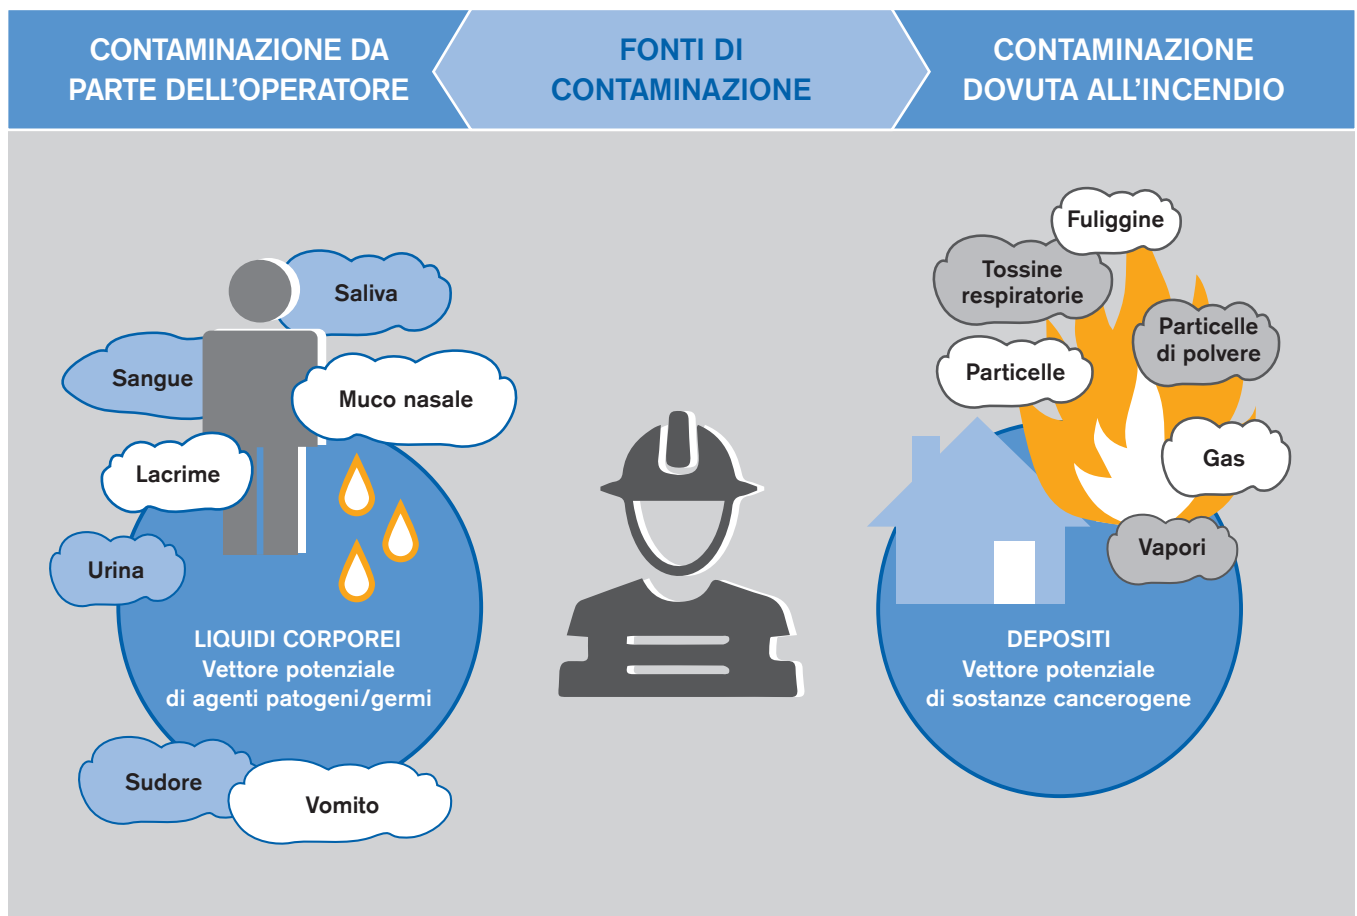 CONTAMINAZIONE DA
PARTE DELL'OPERATORE
FONTI DI
CONTAMINAZIONE
CONTAMINAZIONE
DOVUTA ALL'INCENDIO
Saliva
Sangue
Muco nasale
Lacrime
Urina
LIQUIDI CORPOREI
Vettore potenziale
di agenti patogeni/germi
Sudore
Vomito
Fuliggine
Tossine
respiratorie
Particelle
di polvere
Particelle
Gas
Vapori
DEPOSITI
Vettore potenziale
di sostanze cancerogene